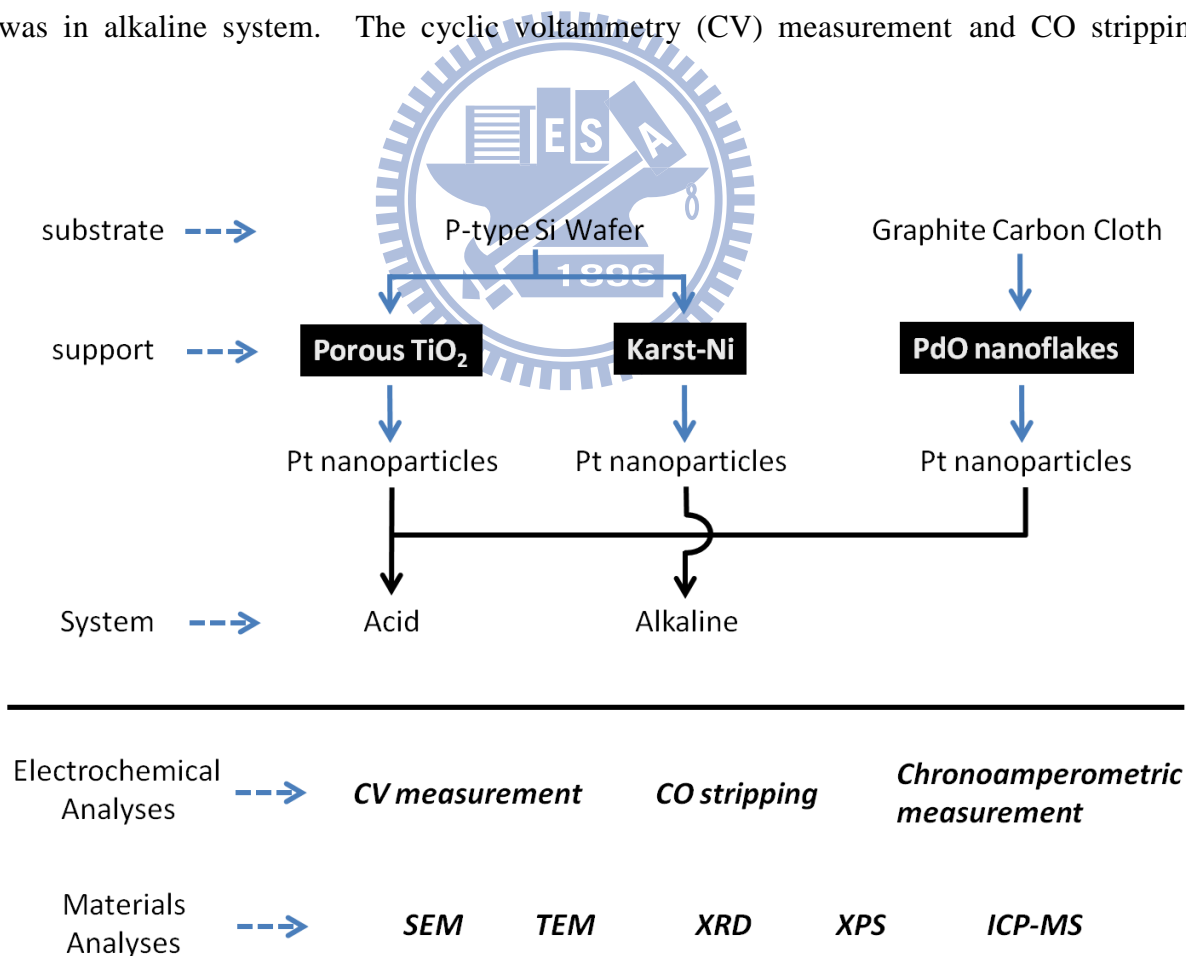 was in alkaline system. The cyclic voltammetry (CV) measurement and CO strippin
E S A
substrate P-type Si Wafer Graphite Carbon Cloth
1896
support Porous TiO₂ Karst-Ni PdO nanoflakes
Pt nanoparticles Pt nanoparticles Pt nanoparticles
System Acid Alkaline
Electrochemical
Analyses
CV measurement CO stripping
Chronoamperometric
measurement
Materials
Analyses
SEM TEM XRD XPS ICP-MS